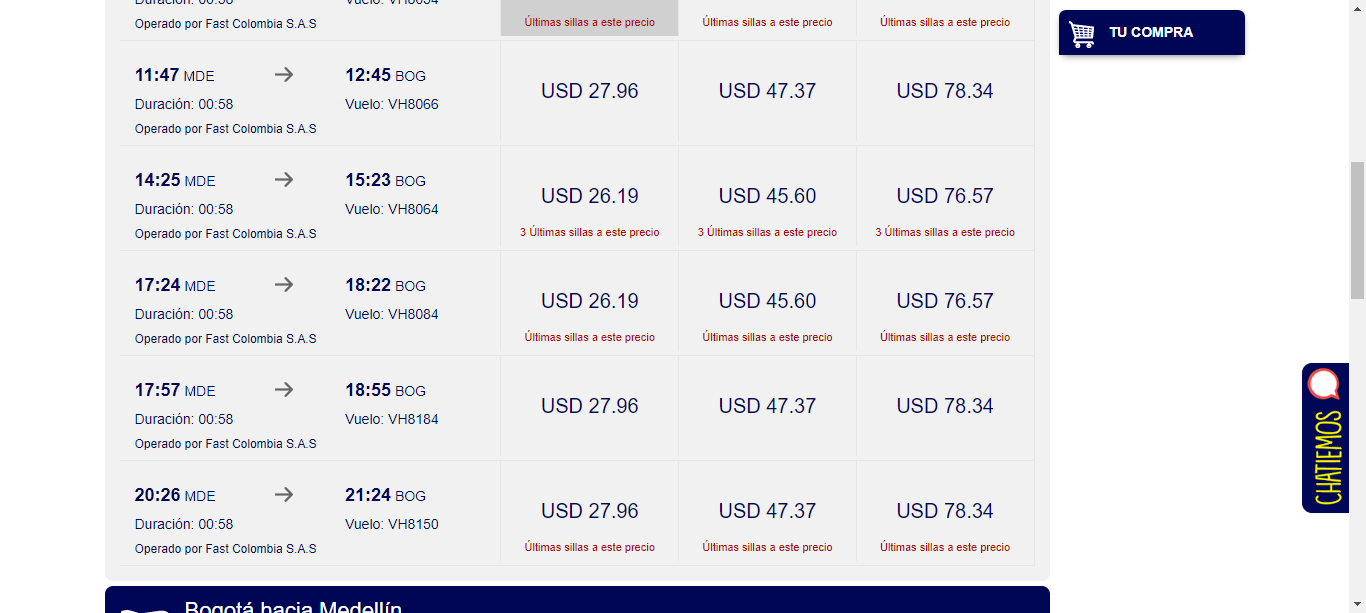 Operado por Fast Colombia S.A.S
Últimas sillas a este precio
Últimas sillas a este precio
Últimas sillas a este precio
TU COMPRA
11:47 MDE
12:45 BOG
Duración: 00:58
Vuelo: VH8066
Operado por Fast Colombia S.A.S
USD 27.96
USD 47.37
USD 78.34
14:25 MDE
15:23 BOG
Duración: 00:58
Vuelo: VH8064
Operado por Fast Colombia S.A.S
USD 26.19
USD 45.60
USD 76.57
3 Últimas sillas a este precio
3 Últimas sillas a este precio
3 Últimas sillas a este precio
17:24 MDE
18:22 BOG
Duración: 00:58
Vuelo: VH8084
Operado por Fast Colombia S.A.S
USD 26.19
USD 45.60
USD 76.57
Últimas sillas a este precio
Últimas sillas a este precio
Últimas sillas a este precio
17:57 MDE
18:55 BOG
Duración: 00:58
Vuelo: VH8184
Operado por Fast Colombia S.A.S
USD 27.96
USD 47.37
USD 78.34
20:26 MDE
21:24 BOG
Duración: 00:58
Vuelo: VH8150
Operado por Fast Colombia S.A.S
USD 27.96
USD 47.37
USD 78.34
Últimas sillas a este precio
Últimas sillas a este precio
Últimas sillas a este precio
CHATIEMOS
Bogotá hacia Medellín